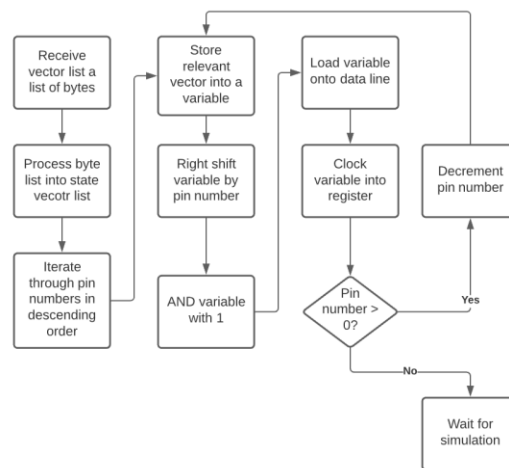 Receive
vector list a
list of bytes
Process byte
list into state
vecotr list
Iterate
through pin
numbers in
descending
order
Store
relevant
vector into a
variable
Right shift
variable by
pin number
AND variable
with 1
Load variable
onto data line
Clock
variable into
register
Pin
number >
0?
Yes
No
Decrement
pin number
Wait for
simulation